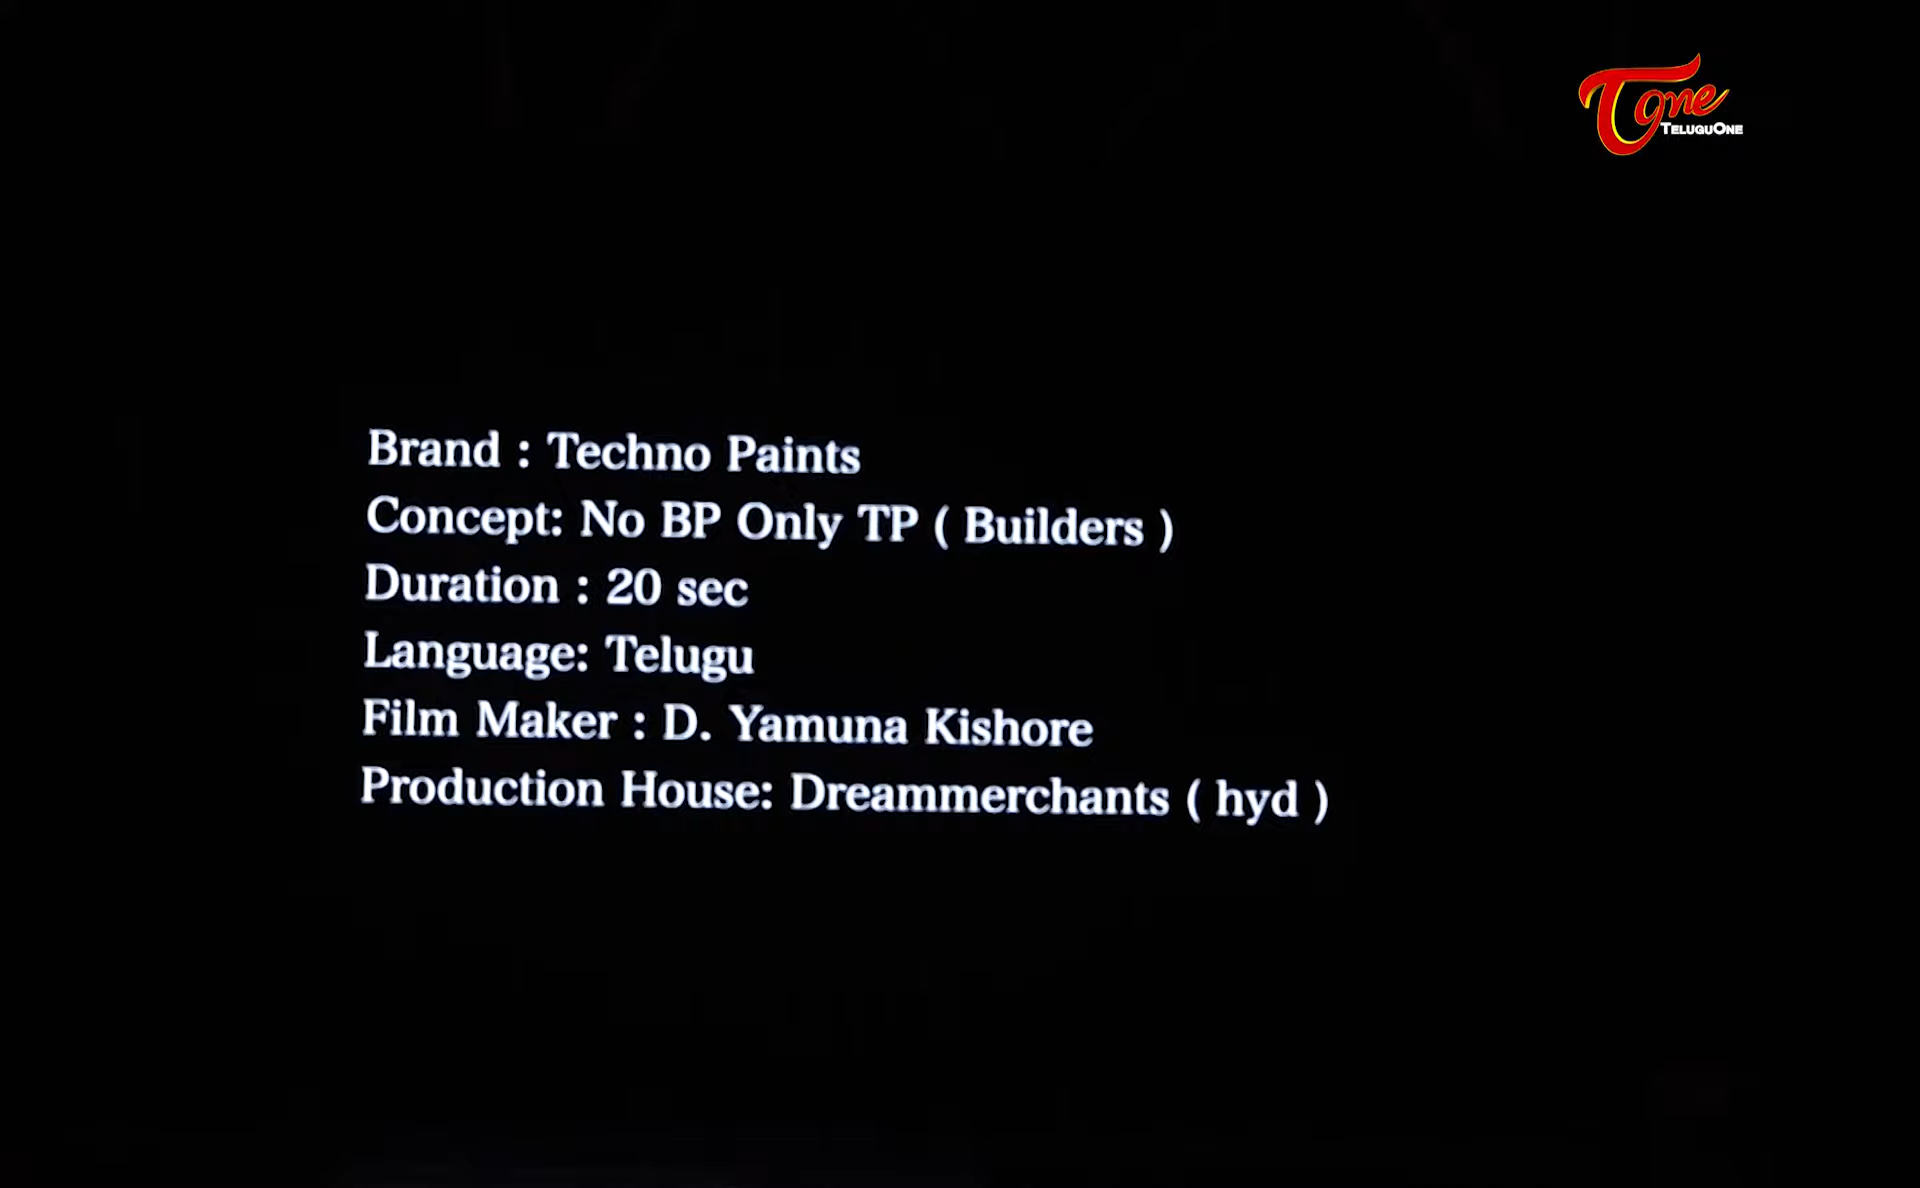 Tone
TELUGUONE
Brand : Techno Paints
Concept: No BP Only TP ( Builders )
Duration : 20 sec
Language: Telugu
Film Maker : D. Yamuna Kishore
Production House: Dreammerchants ( hyd )